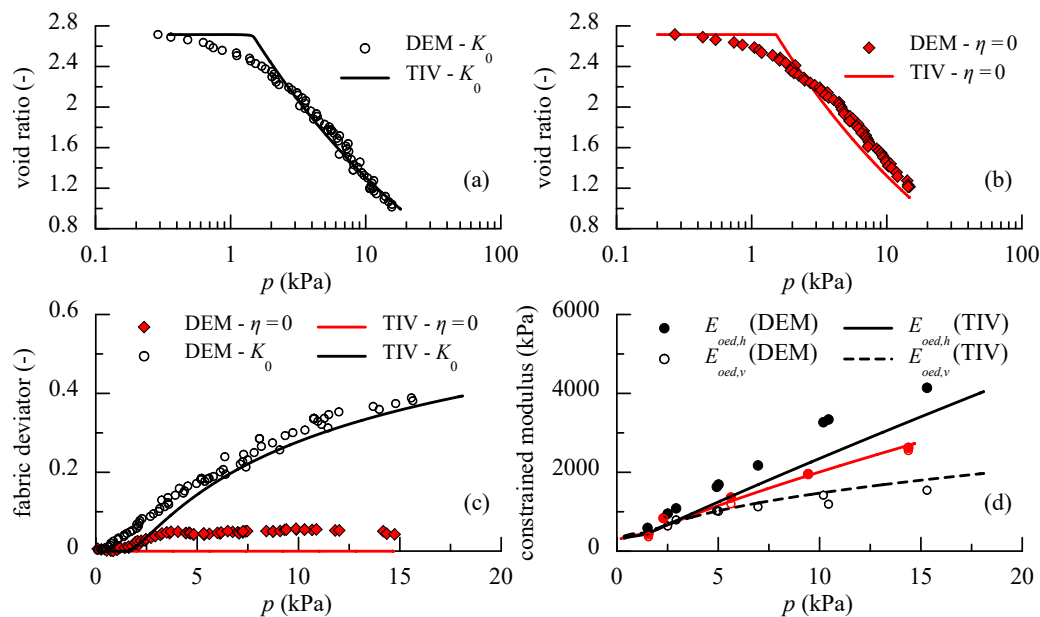 2.8
2.4
2
1.6
1.2
0.8
void ratio (-)
DEM - K0
TIV - K0
(a)
0.1 1 10 100
p (kPa)
2.8
2.4
2
1.6
1.2
0.8
void ratio (-)
DEM - η = 0
TIV - η = 0
(b)
0.1 1 10 100
p (kPa)
0.6
0.4
0.2
0
fabric deviator (-)
DEM - η = 0 TIV - η = 0
DEM - K0 TIV - K0
(c)
0 5 10 15 20
p (kPa)
6000
4000
2000
0
constrained modulus (kPa)
Eoed,h (DEM) Eoed,h (TIV)
Eoed,v (DEM) Eoed,v (TIV)
(d)
0 5 10 15 20
p (kPa)